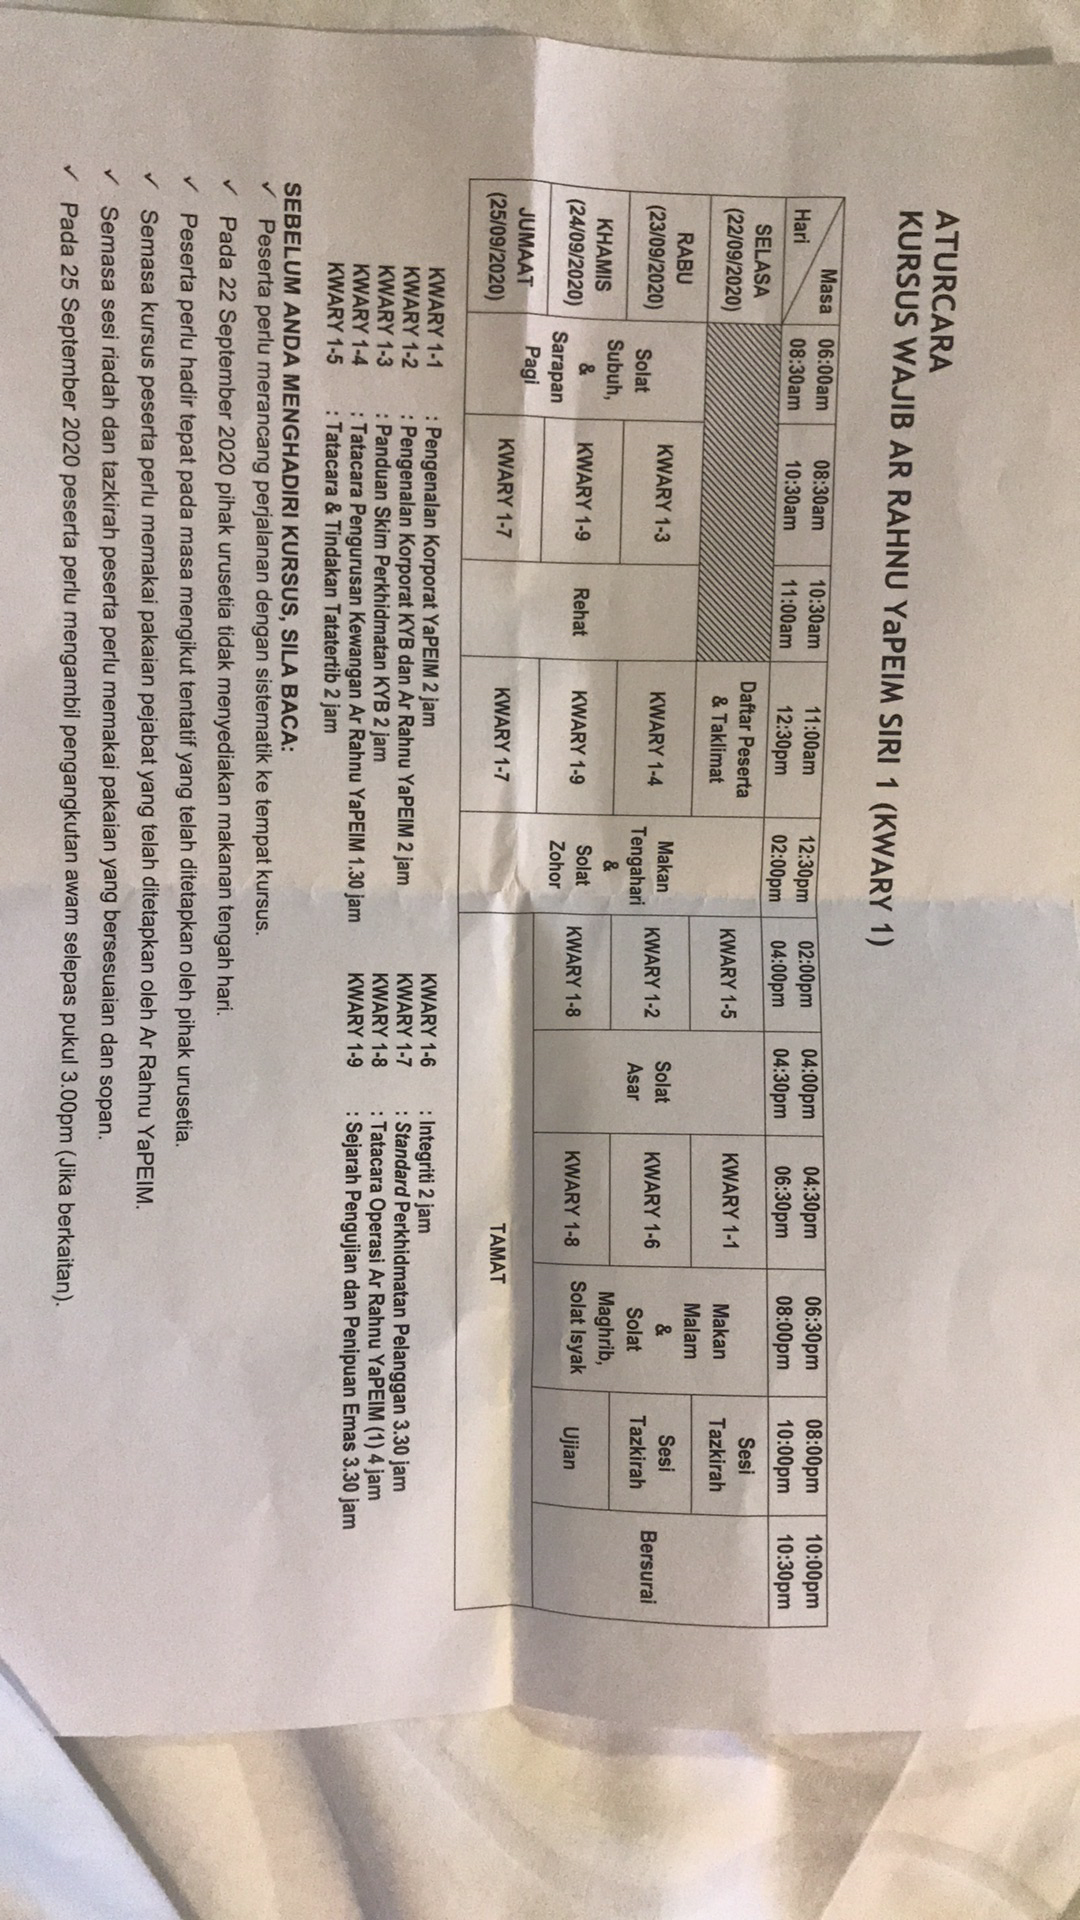 ATURCARA
KURSUS WAJIB AR RAHNU YaPEIM SIRI 1 (KWARY 1)
Masa
Hari
06:00am 08:30am 10:30am 11:00am 12:30pm 02:00pm 04:00pm 04:30pm 06:30pm 08:00pm 10:00pm
08:30am 10:30am 11:00am 12:30pm 02:00pm 04:00pm 04:30pm 06:30pm 08:00pm 10:00pm 10:30pm
SELASA
(22/09/2020)
Daftar Peserta
& Taklimat
KWARY 1-5
KWARY 1-1
Sesi
Tazkirah
RABU
(23/09/2020)
KWARY 1-3
KWARY 1-4
KWARY 1-2
KWARY 1-6
Sesi
Tazkirah
KHAMIS
(24/09/2020)
KWARY 1-9
KWARY 1-9
KWARY 1-8
KWARY 1-8
Ujian
JUMAAT
(25/09/2020)
KWARY 1-7
KWARY 1-7
TAMAT
Solat
Subuh,
&
Sarapan
Pagi
Rehat
Makan
Tengahari
&
Solat
Zohor
Solat
Asar
Makan
Malam
&
Solat
Maghrib,
Solat Isyak
Bersurai
KWARY 1-1 : Pengenalan Korporat YaPEIM 2 jam
KWARY 1-2 : Pengenalan Korporat KYB dan Ar Rahnu YaPEIM 2 jam
KWARY 1-3 : Panduan Skim Perkhidmatan KYB 2 jam
KWARY 1-4 : Tatacara Pengurusan Kewangan Ar Rahnu YaPEIM 1.30 jam
KWARY 1-5 : Tatacara & Tindakan Tatatertib 2 jam
KWARY 1-6 : Integriti 2 jam
KWARY 1-7 : Standard Perkhidmatan Pelanggan 3.30 jam
KWARY 1-8 : Tatacara Operasi Ar Rahnu YaPEIM (1) 4 jam
KWARY 1-9 : Sejarah Pengujian dan Penipuan Emas 3.30 jam
SEBELUM ANDA MENGHADIRI KURSUS, SILA BACA:
✓ Peserta perlu merancang perjalanan dengan sistematik ke tempat kursus.
✓ Pada 22 September 2020 pihak urusetia tidak menyediakan makanan tengah hari.
✓ Peserta perlu hadir tepat pada masa mengikut tentatif yang telah ditetapkan oleh pihak urusetia.
✓ Semasa kursus peserta perlu memakai pakaian pejabat yang telah ditetapkan oleh Ar Rahnu YaPEIM.
✓ Semasa sesi riadah dan tazkirah peserta perlu memakai pakaian yang bersesuaian dan sopan.
✓ Pada 25 September 2020 peserta perlu mengambil pengangkutan awam selepas pukul 3.00pm (Jika berkaitan).